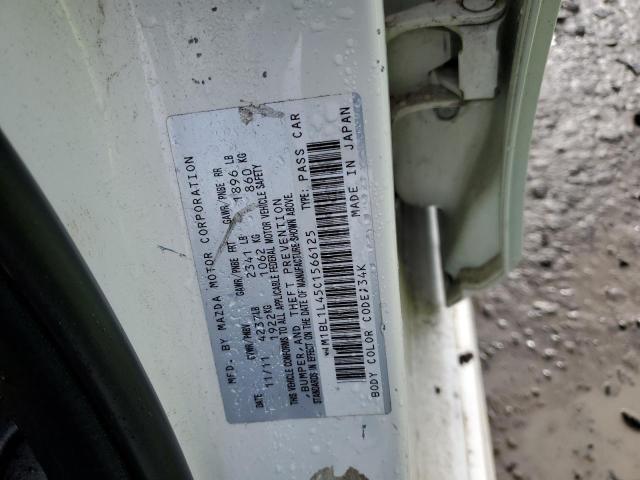 MFD. BY MAZDA MOTOR CORPORATION
DATE GVWR/PNBV GAWR/PNBE FRT GAWR/PNBE RR
11/11 4237LB 2341 LB 1896 LB
1922KG 1062 KG 860 KG
THIS VEHICLE CONFORMS TO ALL APPLICABLE FEDERAL MOTOR VEHICLE SAFETY
,BUMPER,AND THEFT PREVENTION
STANDARDS IN EFFECT ON THE DATE OF MANUFACTURE SHOWN ABOVE.
JM1BL1L45C1566125 TYPE: PASS CAR
MADE IN JAPAN
BODY COLOR CODE:34K